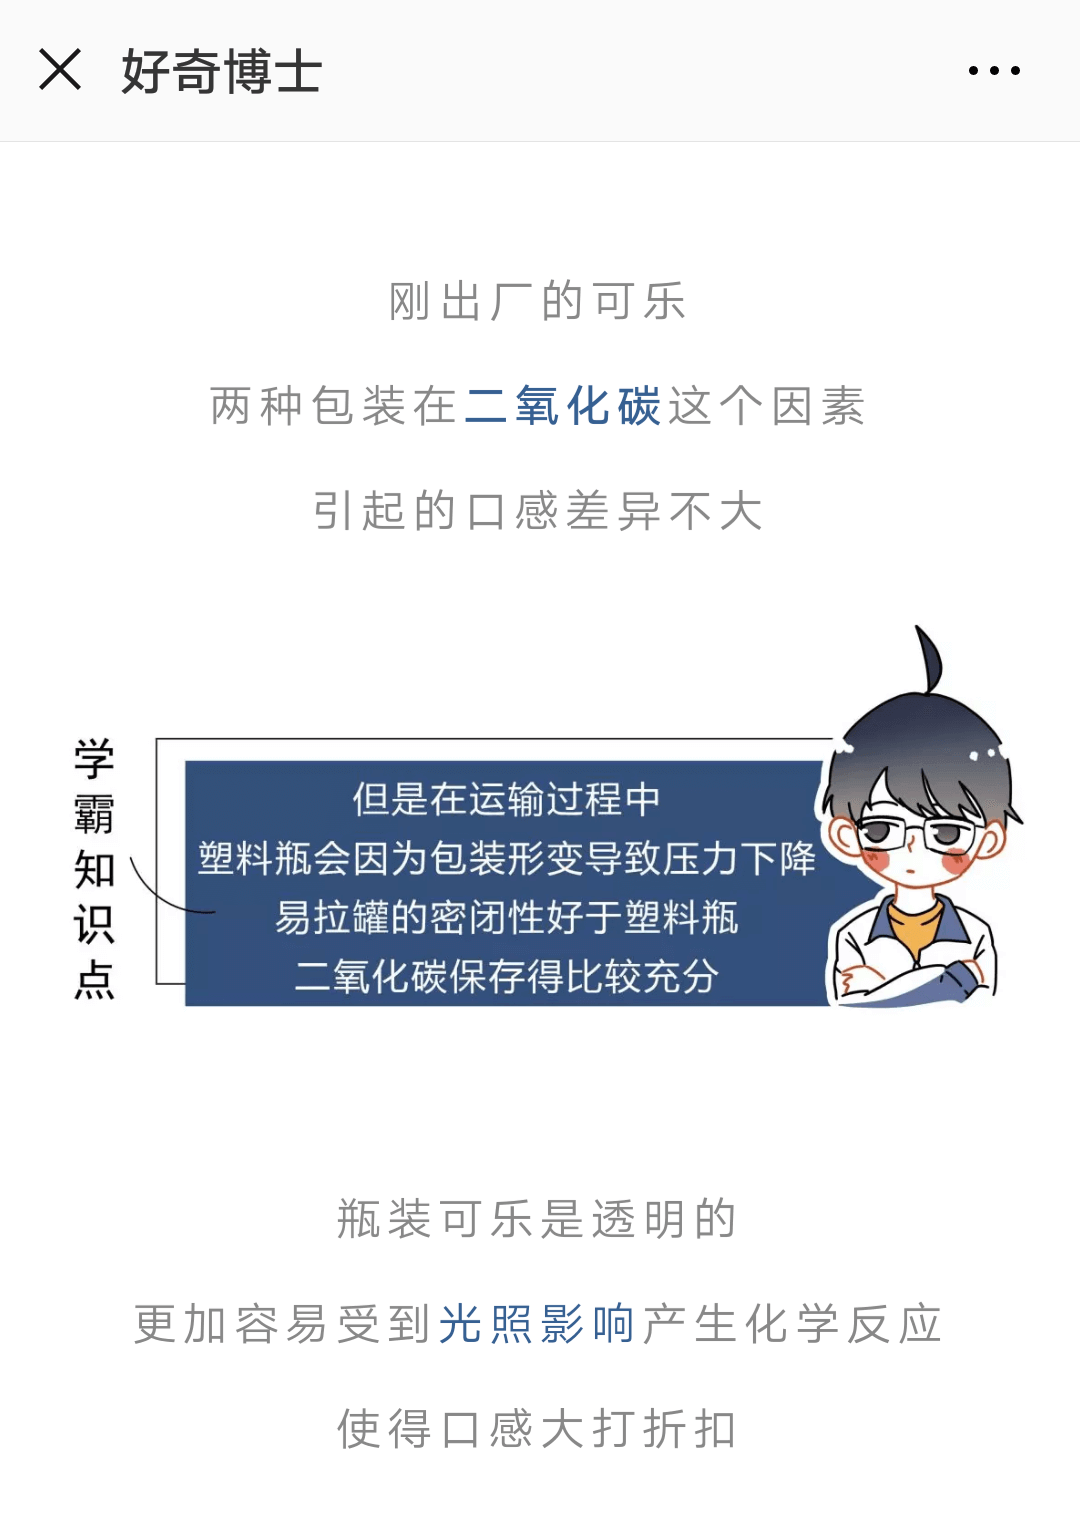 好奇博士
刚出厂的可乐
两种包装在二氧化碳这个因素
引起的口感差异不大
学霸知识点
但是在运输过程中
塑料瓶会因为包装形变导致压力下降
易拉罐的密闭性好于塑料瓶
二氧化碳保存得比较充分
瓶装可乐是透明的
更加容易受到光照影响产生化学反应
使得口感大打折扣